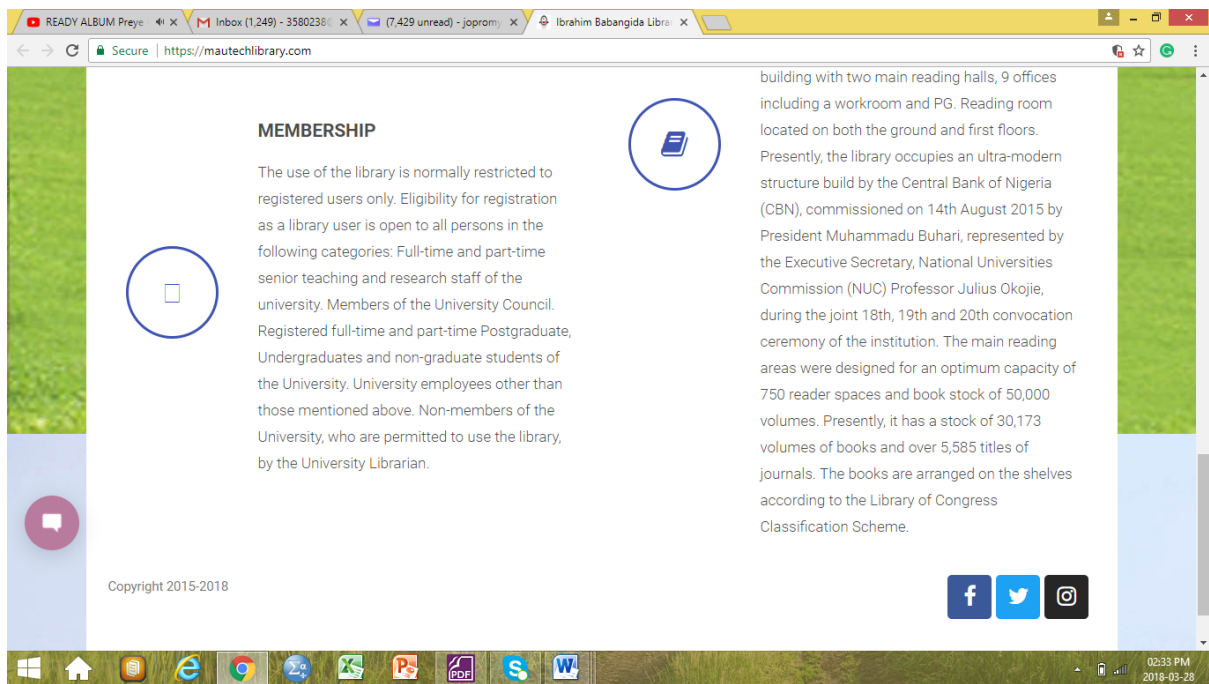 READY ALBUM Preye
Inbox (1,249) - 3580238
(7,429 unread) - jopromy
Ibrahim Babangida Libra
Secure
https://mautechlibrary.com
MEMBERSHIP
The use of the library is normally restricted to
registered users only. Eligibility for registration
as a library user is open to all persons in the
following categories: Full-time and part-time
senior teaching and research staff of the
university. Members of the University Council.
Registered full-time and part-time Postgraduate,
Undergraduates and non-graduate students of
the University. University employees other than
those mentioned above. Non-members of the
University, who are permitted to use the library,
by the University Librarian.
building with two main reading halls, 9 offices
including a workroom and PG. Reading room
located on both the ground and first floors.
Presently, the library occupies an ultra-modern
structure build by the Central Bank of Nigeria
(CBN), commissioned on 14th August 2015 by
President Muhammadu Buhari, represented by
the Executive Secretary, National Universities
Commission (NUC) Professor Julius Okojie,
during the joint 18th, 19th and 20th convocation
ceremony of the institution. The main reading
areas were designed for an optimum capacity of
750 reader spaces and book stock of 50,000
volumes. Presently, it has a stock of 30,173
volumes of books and over 5,585 titles of
journals. The books are arranged on the shelves
according to the Library of Congress
Classification Scheme.
Copyright 2015-2018
PDF
02:33 PM
2018-03-28